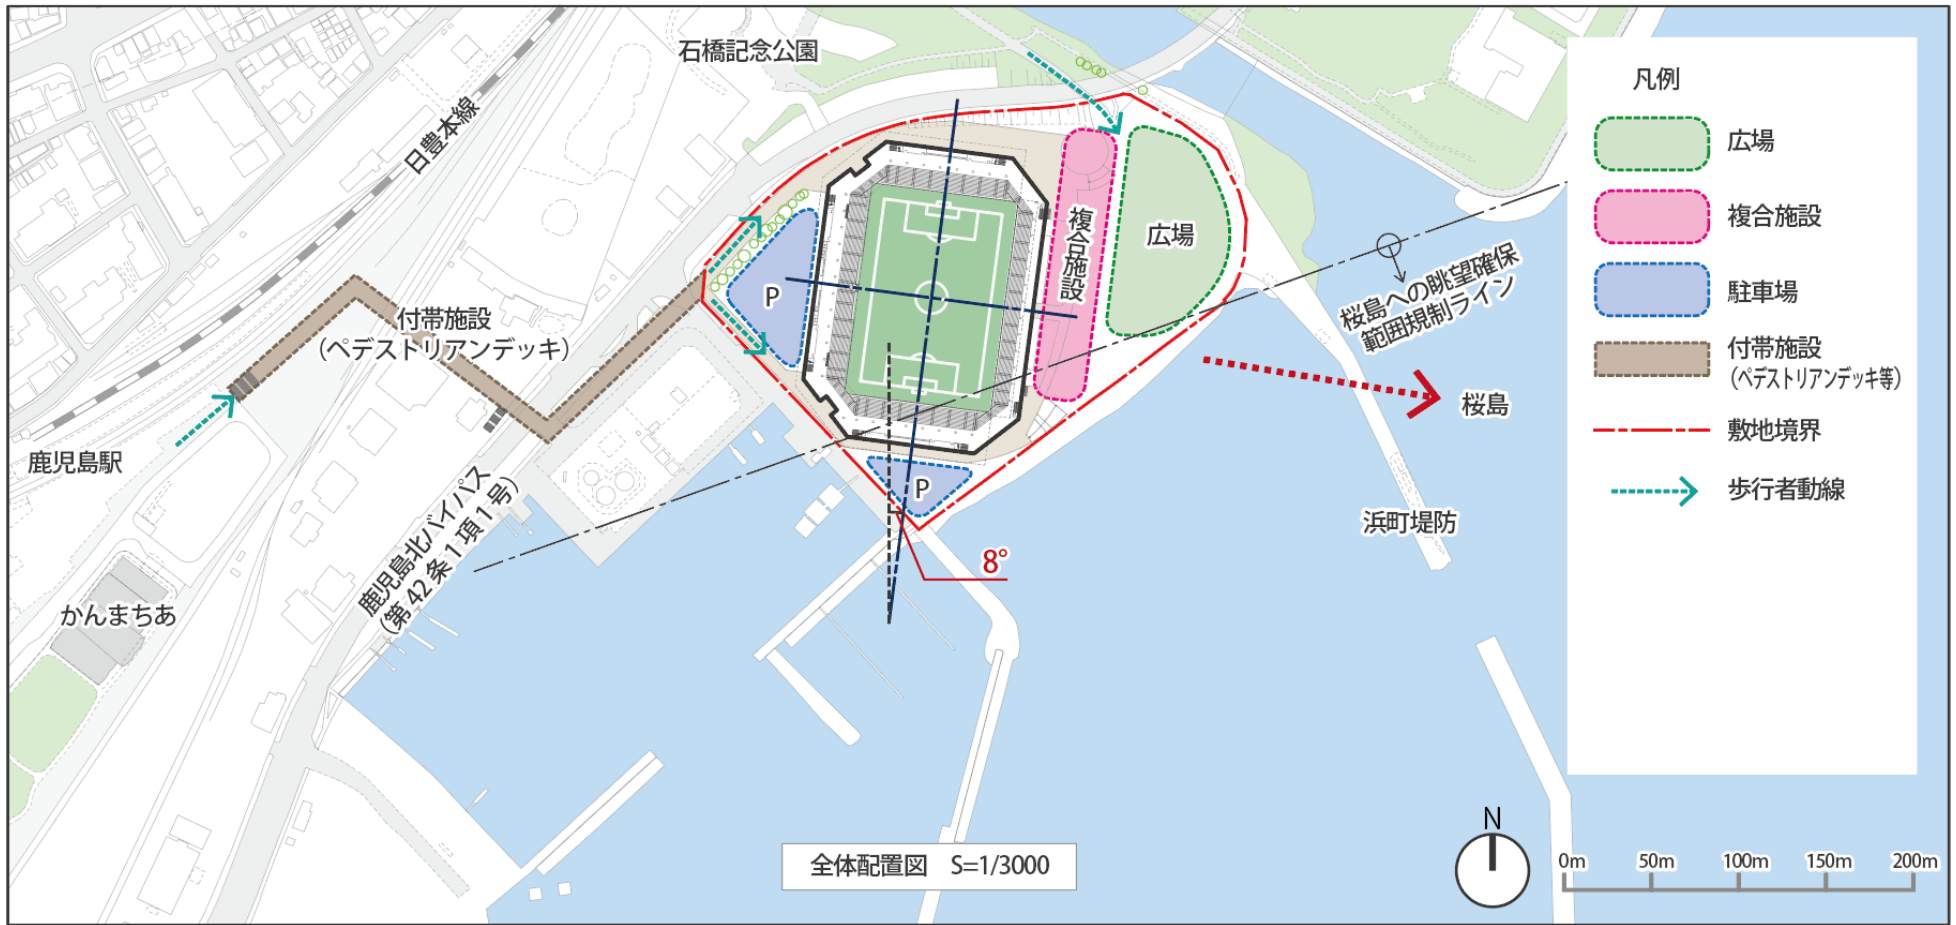 石橋記念公園
日豊本線
付帯施設
（ペデストリアンデッキ）
鹿児島駅
鹿児島北バイパス
（第42条1項1号）
かんまちあ
P
P
複合施設
広場
桜島への眺望確保
範囲規制ライン
桜島
浜町堤防
8°
全体配置図 S=1/3000
凡例
広場
複合施設
駐車場
付帯施設
（ペデストリアンデッキ等）
敷地境界
歩行者動線
N
0m 50m 100m 150m 200m